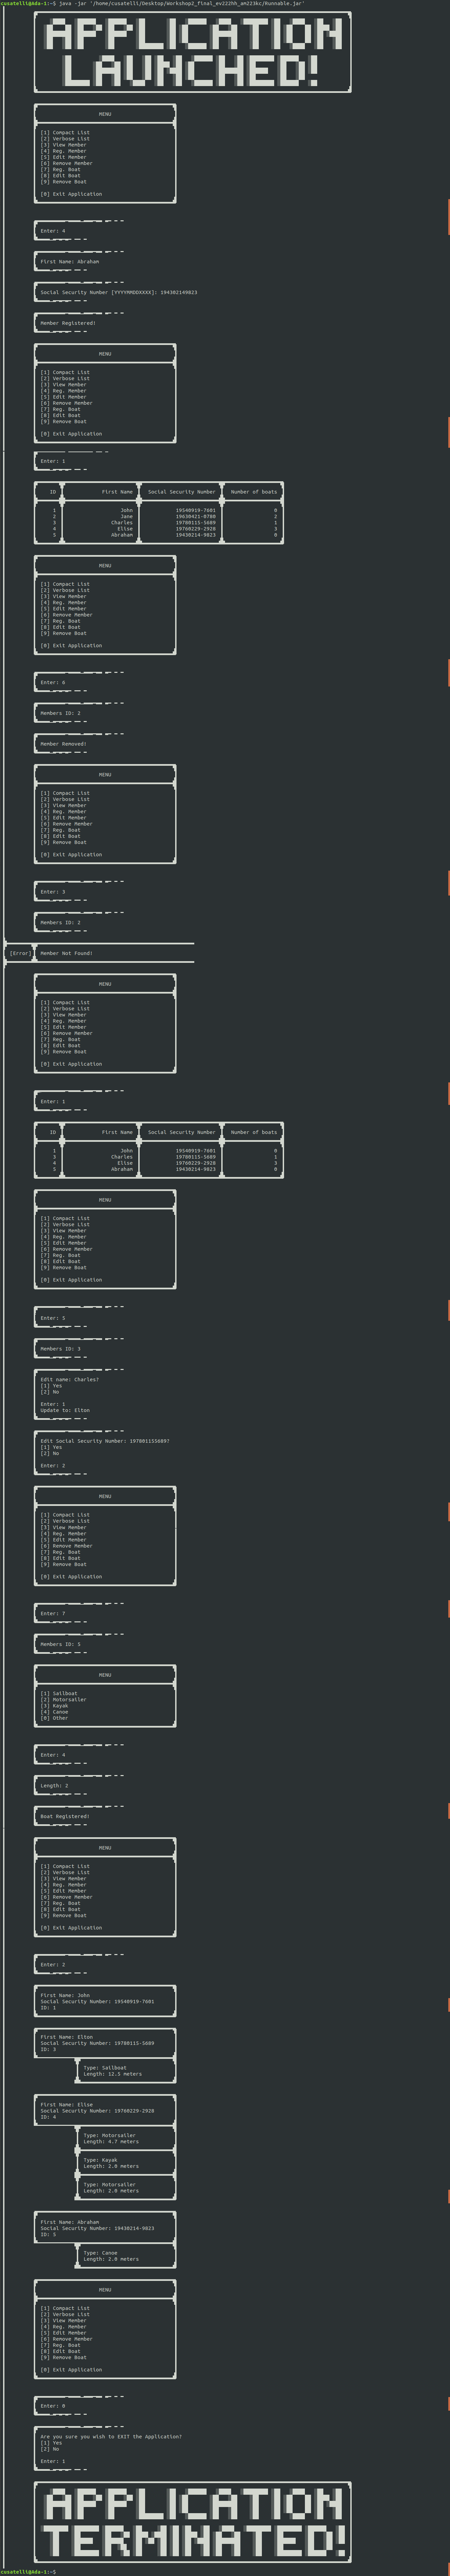 cusatelli@Ada-1:~$ java -jar '/home/cusatelli/Desktop/Workshop2_final_ev222hh_am223kc/Runnable.jar'
APPLICATION
LAUNCHED!
MENU
[1] Compact List
[2] Verbose List
[3] View Member
[4] Reg. Member
[5] Edit Member
[6] Remove Member
[7] Reg. Boat
[8] Edit Boat
[9] Remove Boat
[0] Exit Application
Enter: 4
First Name: Abraham
Social Security Number [YYYYMMDDXXXX]: 194302149823
Member Registered!
MENU
[1] Compact List
[2] Verbose List
[3] View Member
[4] Reg. Member
[5] Edit Member
[6] Remove Member
[7] Reg. Boat
[8] Edit Boat
[9] Remove Boat
[0] Exit Application
Enter: 1
ID First Name Social Security Number Number of boats
1 John 19540919-7601 0
2 Jane 19630421-8780 2
3 Charles 19780115-5689 1
4 Elise 19760229-2928 3
5 Abraham 19430214-9823 0
MENU
[1] Compact List
[2] Verbose List
[3] View Member
[4] Reg. Member
[5] Edit Member
[6] Remove Member
[7] Reg. Boat
[8] Edit Boat
[9] Remove Boat
[0] Exit Application
Enter: 6
Members ID: 2
Member Removed!
MENU
[1] Compact List
[2] Verbose List
[3] View Member
[4] Reg. Member
[5] Edit Member
[6] Remove Member
[7] Reg. Boat
[8] Edit Boat
[9] Remove Boat
[0] Exit Application
Enter: 3
Members ID: 2
[Error] Member Not Found!
MENU
[1] Compact List
[2] Verbose List
[3] View Member
[4] Reg. Member
[5] Edit Member
[6] Remove Member
[7] Reg. Boat
[8] Edit Boat
[9] Remove Boat
[0] Exit Application
Enter: 1
ID First Name Social Security Number Number of boats
1 John 19540919-7601 0
3 Charles 19780115-5689 1
4 Elise 19760229-2928 3
5 Abraham 19430214-9823 0
MENU
[1] Compact List
[2] Verbose List
[3] View Member
[4] Reg. Member
[5] Edit Member
[6] Remove Member
[7] Reg. Boat
[8] Edit Boat
[9] Remove Boat
[0] Exit Application
Enter: 5
Members ID: 3
Edit name: Charles?
[1] Yes
[2] No
Enter: 1
Update to: Elton
Edit Social Security Number: 197801155689?
[1] Yes
[2] No
Enter: 2
MENU
[1] Compact List
[2] Verbose List
[3] View Member
[4] Reg. Member
[5] Edit Member
[6] Remove Member
[7] Reg. Boat
[8] Edit Boat
[9] Remove Boat
[0] Exit Application
Enter: 7
Members ID: 5
MENU
[1] Sailboat
[2] Motorsailer
[3] Kayak
[4] Canoe
[0] Other
Enter: 4
Length: 2
Boat Registered!
MENU
[1] Compact List
[2] Verbose List
[3] View Member
[4] Reg. Member
[5] Edit Member
[6] Remove Member
[7] Reg. Boat
[8] Edit Boat
[9] Remove Boat
[0] Exit Application
Enter: 2
First Name: John
Social Security Number: 19540919-7601
ID: 1
First Name: Elton
Social Security Number: 19780115-5689
ID: 3
Type: Sailboat
Length: 12.5 meters
First Name: Elise
Social Security Number: 19760229-2928
ID: 4
Type: Motorsailer
Length: 4.7 meters
Type: Kayak
Length: 2.0 meters
Type: Motorsailer
Length: 2.0 meters
First Name: Abraham
Social Security Number: 19430214-9823
ID: 5
Type: Canoe
Length: 2.0 meters
MENU
[1] Compact List
[2] Verbose List
[3] View Member
[4] Reg. Member
[5] Edit Member
[6] Remove Member
[7] Reg. Boat
[8] Edit Boat
[9] Remove Boat
[0] Exit Application
Enter: 0
Are you sure you wish to EXIT the Application?
[1] Yes
[2] No
Enter: 1
APPLICATION
TERMINATED!
cusatelli@Ada-1:~$